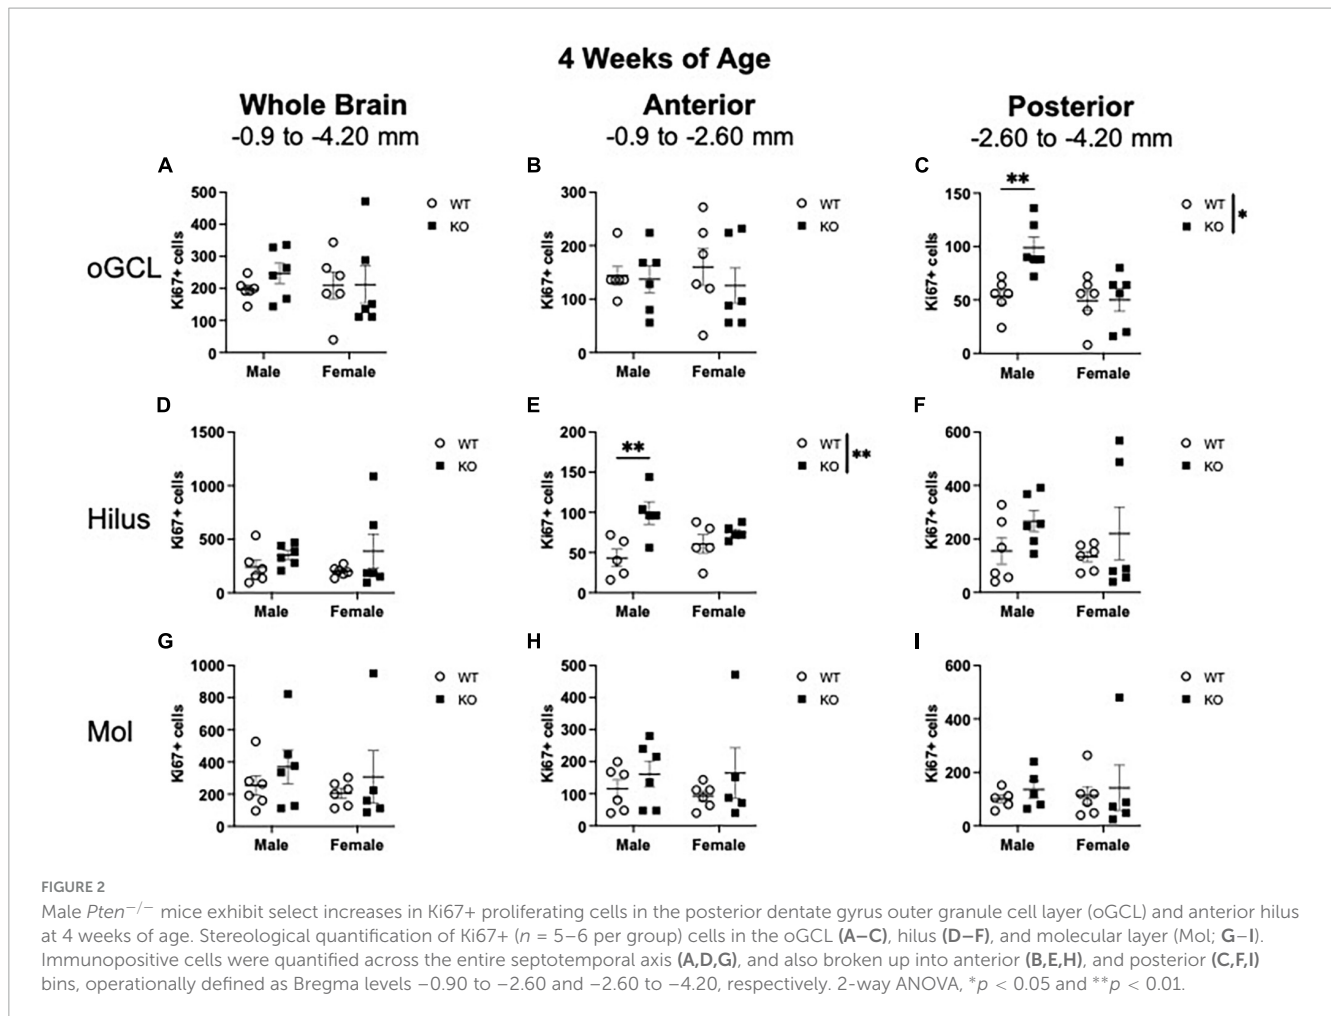 4 Weeks of Age
Whole Brain
-0.9 to -4.20 mm
Anterior
-0.9 to -2.60 mm
Posterior
-2.60 to -4.20 mm
oGCL
A
Ki67+ cells
500
400
300
200
100
0
Male
Female
WT
KO
B
Ki67+ cells
300
200
100
0
Male
Female
WT
KO
C
Ki67+ cells
150
100
50
0
**
Male
Female
WT
KO
*
Hilus
D
Ki67+ cells
1500
1000
500
0
Male
Female
WT
KO
E
Ki67+ cells
200
150
100
50
0
**
Male
Female
WT
KO
**
F
Ki67+ cells
600
400
200
0
Male
Female
WT
KO
Mol
G
Ki67+ cells
1000
800
600
400
200
0
Male
Female
WT
KO
H
Ki67+ cells
500
400
300
200
100
0
Male
Female
WT
KO
I
Ki67+ cells
600
400
200
0
Male
Female
WT
KO
FIGURE 2
Male Pten−/− mice exhibit select increases in Ki67+ proliferating cells in the posterior dentate gyrus outer granule cell layer (oGCL) and anterior hilus
at 4 weeks of age. Stereological quantification of Ki67+ (n = 5–6 per group) cells in the oGCL (A–C), hilus (D–F), and molecular layer (Mol; G–I).
Immunopositive cells were quantified across the entire septotemporal axis (A,D,G), and also broken up into anterior (B,E,H), and posterior (C,F,I)
bins, operationally defined as Bregma levels −0.90 to −2.60 and −2.60 to −4.20, respectively. 2-way ANOVA, *p < 0.05 and **p < 0.01.